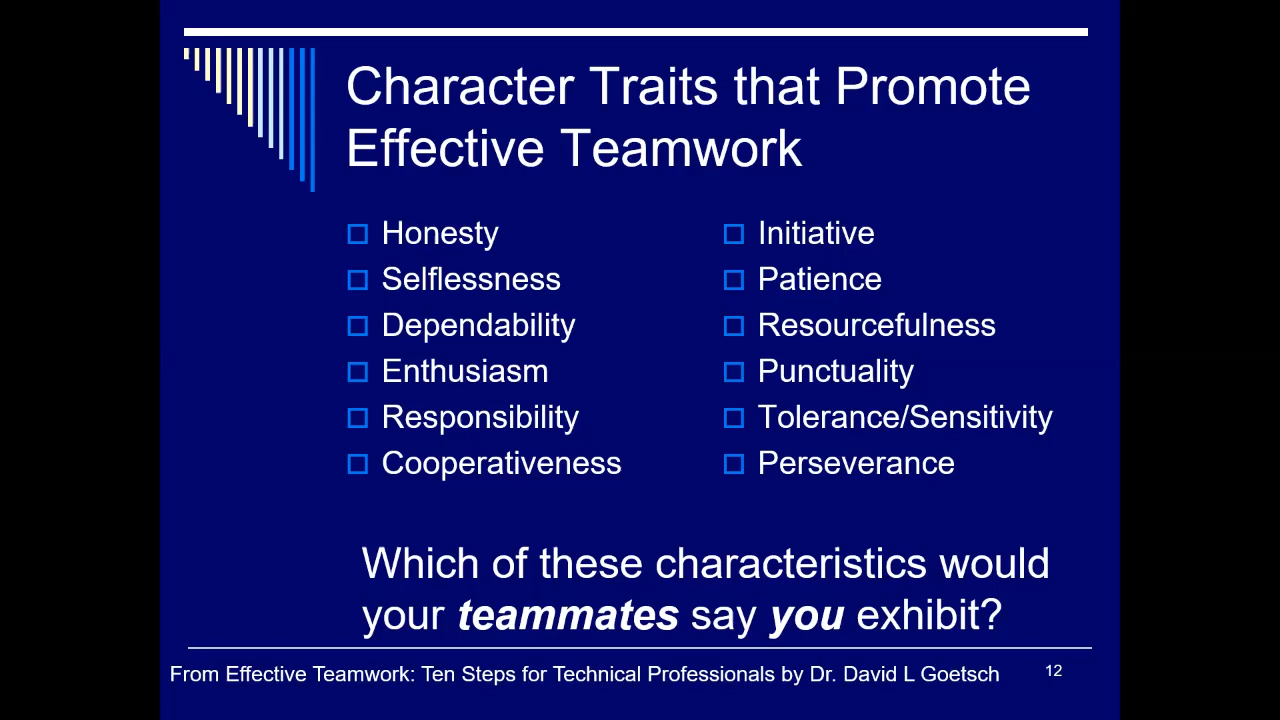 Character Traits that Promote
Effective Teamwork
Honesty
Selflessness
Dependability
Enthusiasm
Responsibility
Cooperativeness
Initiative
Patience
Resourcefulness
Punctuality
Tolerance/Sensitivity
Perseverance
Which of these characteristics would
your teammates say you exhibit?
From Effective Teamwork: Ten Steps for Technical Professionals by Dr. David L Goetsch
12